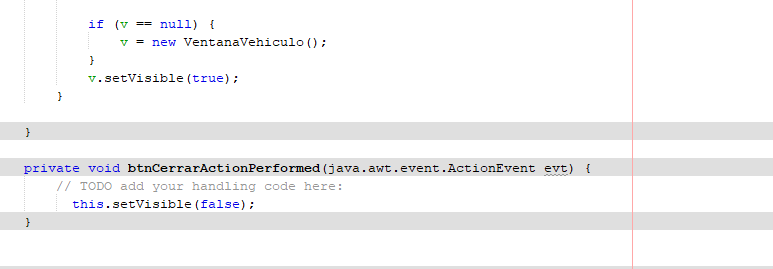 if (v == null) {
v = new VentanaVehiculo();
}
v.setVisible(true);
}
}
private void btnCerrarActionPerformed(java.awt.event.ActionEvent evt) {
// TODO add your handling code here:
this.setVisible(false);
}